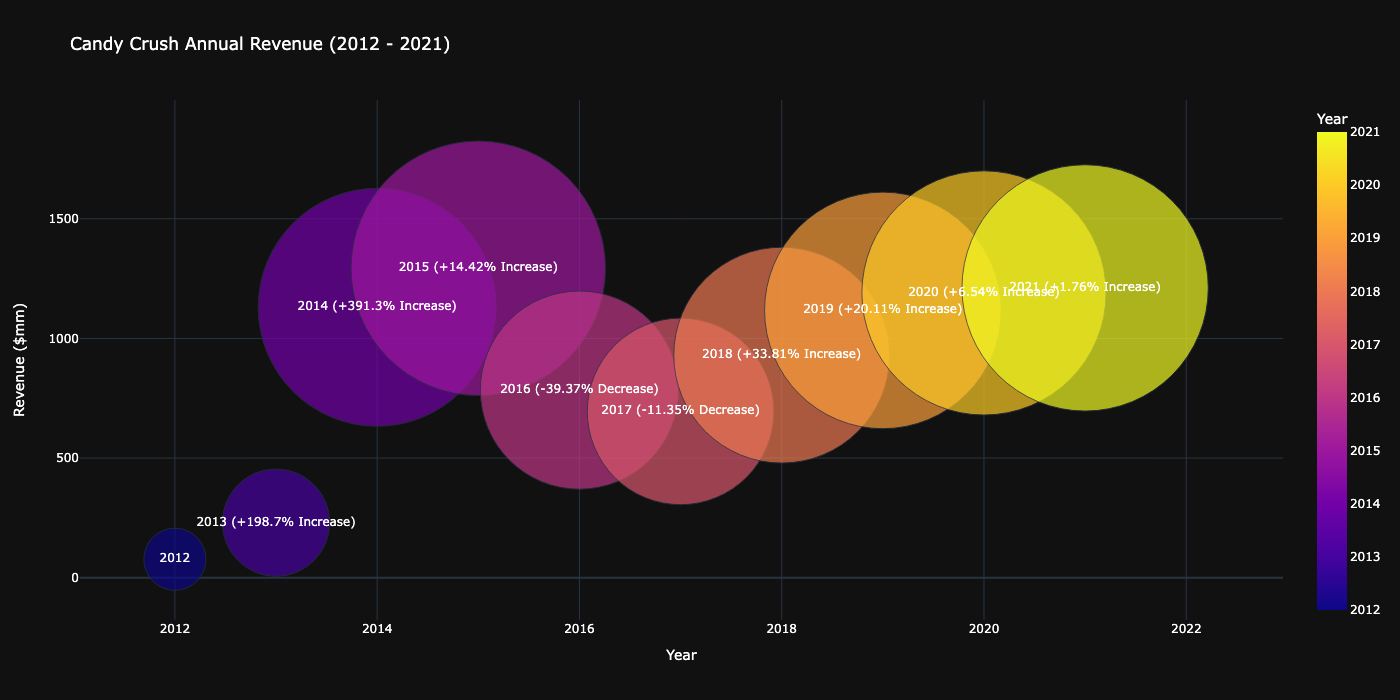 Candy Crush Annual Revenue (2012 - 2021)
Year
2021
2020
2019
2018
2017
2016
2015
2014
2013
2012
Revenue ($mm)
1500
1000
500
0
2015 (+14.42% Increase)
2014 (+391.3% Increase)
2021 (+1.76% Increase)
2020 (+6.54% Increase)
2019 (+20.11% Increase)
2018 (+33.81% Increase)
2016 (-39.37% Decrease)
2017 (-11.35% Decrease)
2013 (+198.7% Increase)
2012
2012
2014
2016
2018
2020
2022
Year